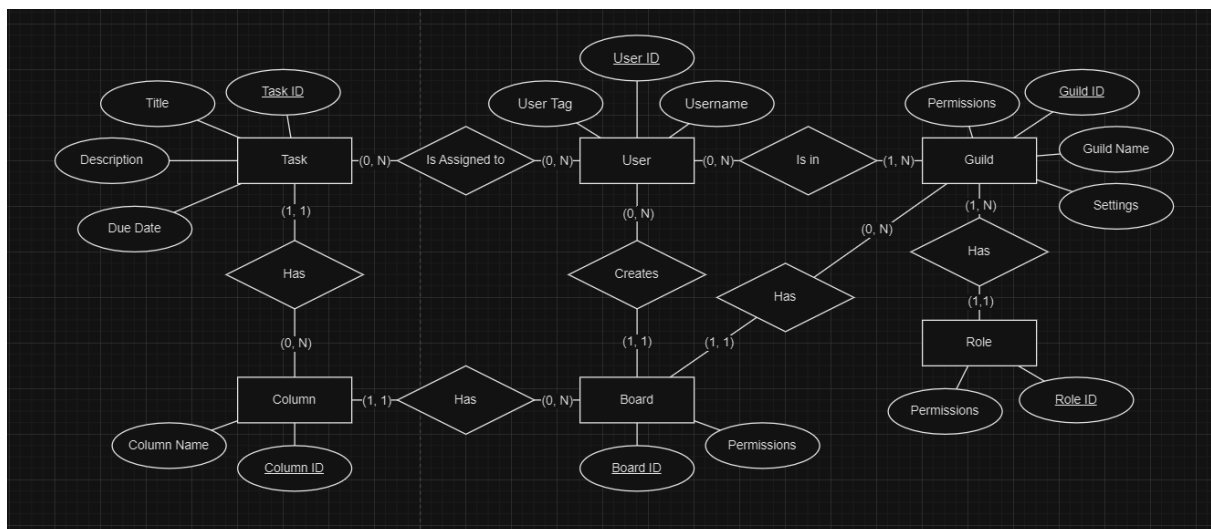 User ID
Task ID
Guild ID
Title
User Tag
Username
Permissions
Guild Name
Description
Task
(0, N)
Is Assigned to
(0, N)
User
(0, N)
Is in
(1, N)
Guild
Settings
(1, 1)
(0, N)
(1, N)
Due Date
(0, N)
Has
Has
Creates
Has
(1,1)
(0, N)
(1, 1)
(1, 1)
Role
Column
(1, 1)
Has
(0, N)
Board
Permissions
Role ID
Column Name
Permissions
Column ID
Board ID